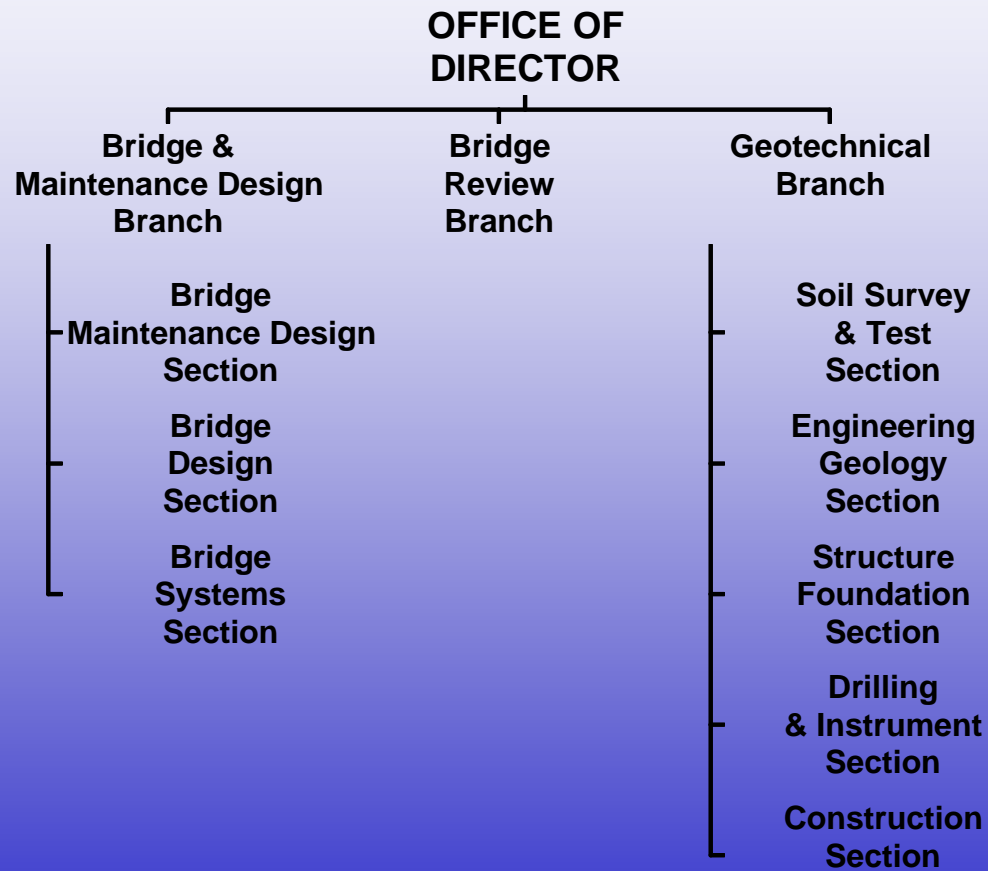 OFFICE OF
DIRECTOR
Bridge &
Maintenance Design
Branch
Bridge
Review
Branch
Geotechnical
Branch
Bridge
Maintenance Design
Section
Bridge
Design
Section
Bridge
Systems
Section
Soil Survey
& Test
Section
Engineering
Geology
Section
Structure
Foundation
Section
Drilling
& Instrument
Section
Construction
Section